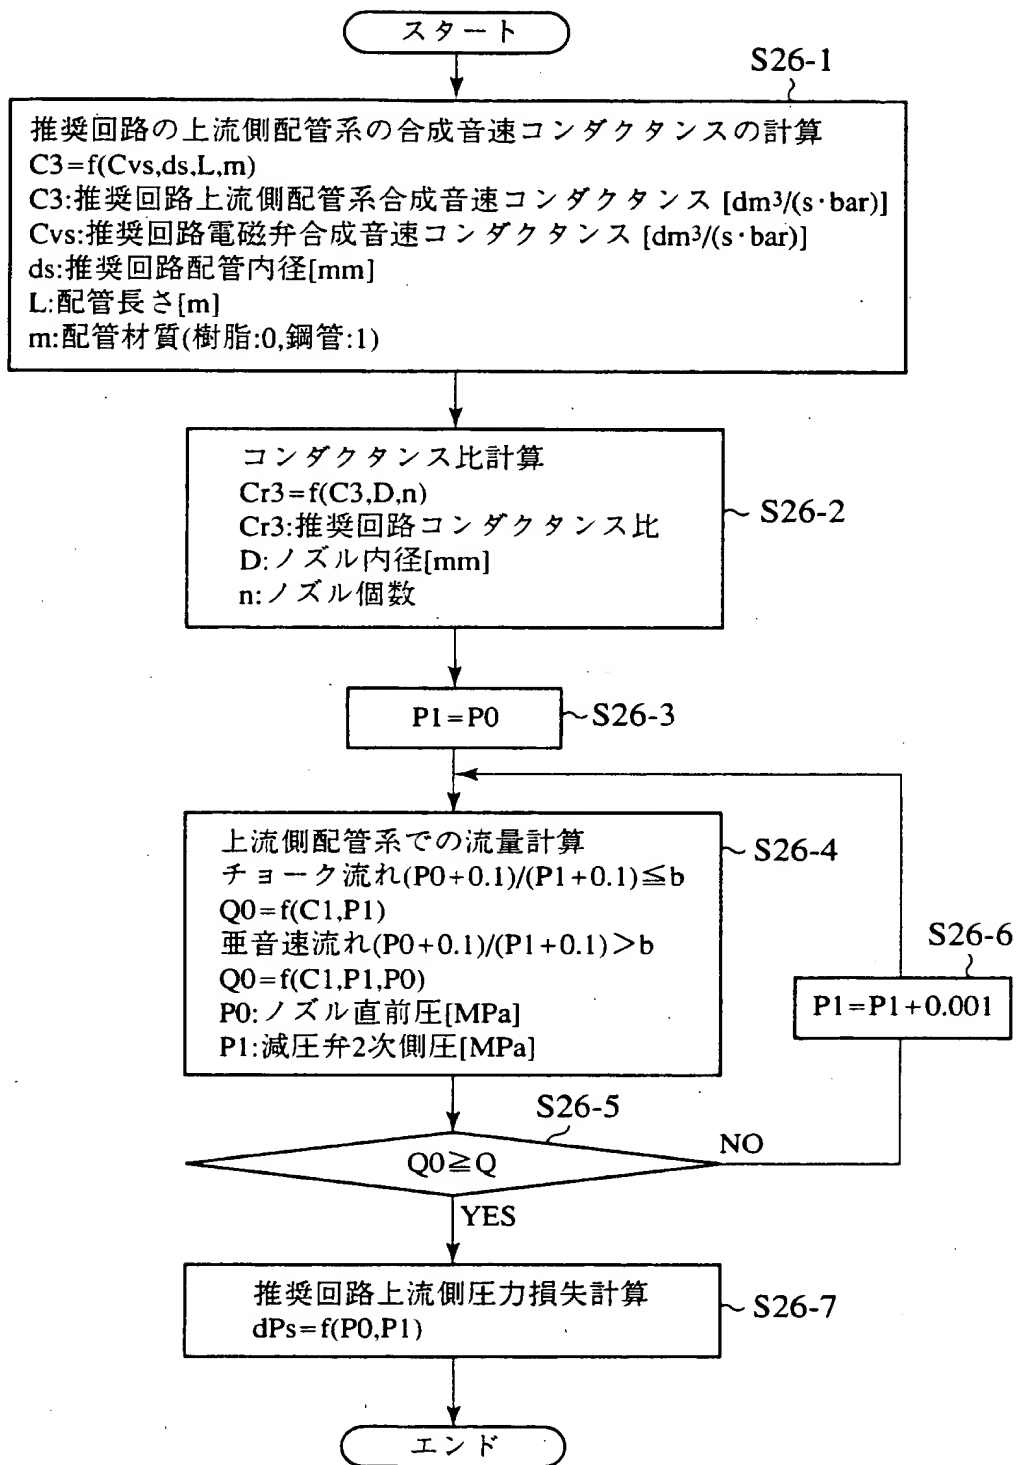 スタート
S26-1
推奨回路の上流側配管系の合成音速コンダクタンスの計算
C3=f(Cvs,ds,L,m)
C3:推奨回路上流側配管系合成音速コンダクタンス[dm³/(s·bar)]
Cvs:推奨回路電磁弁合成音速コンダクタンス[dm³/(s·bar)]
ds:推奨回路配管内径[mm]
L:配管長さ[m]
m:配管材質(樹脂:0,鋼管:1)
コンダクタンス比計算
Cr3=f(C3,D,n)
Cr3:推奨回路コンダクタンス比
D:ノズル内径[mm]
n:ノズル個数
S26-2
P1=P0
S26-3
上流側配管系での流量計算
チョーク流れ(P0+0.1)/(P1+0.1)≦b
Q0=f(C1,P1)
亜音速流れ(P0+0.1)/(P1+0.1)>b
Q0=f(C1,P1,P0)
P0:ノズル直前圧[MPa]
P1:減圧弁2次側圧[MPa]
S26-4
S26-6
P1=P1+0.001
S26-5
Q0≧Q
NO
YES
推奨回路上流側圧力損失計算
dPs=f(P0,P1)
S26-7
エンド